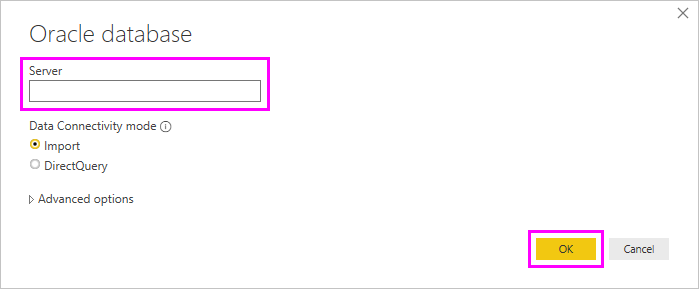 Oracle database
Server
Data Connectivity mode
Import
DirectQuery
Advanced options
OK Cancel